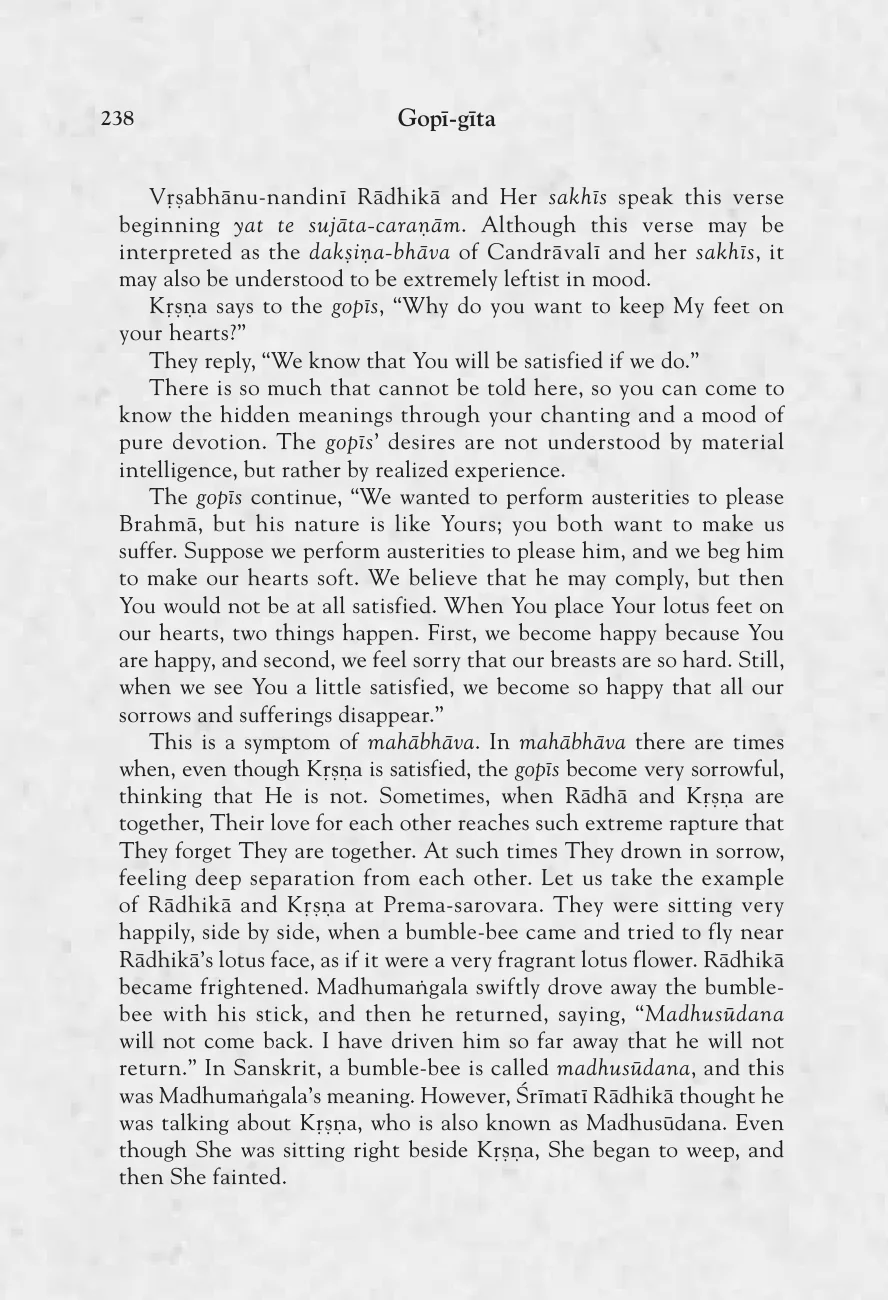 238
Gopī-gīta
Vṛṣabhānu-nandinī Rādhikā and Her sakhīs speak this verse
beginning yat te sujāta-caraṇām. Although this verse may be
interpreted as the dakṣiṇa-bhāva of Candrāvalī and her sakhīs, it
may also be understood to be extremely leftist in mood.
Kṛṣṇa says to the gopīs, “Why do you want to keep My feet on
your hearts?”
They reply, “We know that You will be satisfied if we do.”
There is so much that cannot be told here, so you can come to
know the hidden meanings through your chanting and a mood of
pure devotion. The gopīs’ desires are not understood by material
intelligence, but rather by realized experience.
The gopīs continue, “We wanted to perform austerities to please
Brahmā, but his nature is like Yours; you both want to make us
suffer. Suppose we perform austerities to please him, and we beg him
to make our hearts soft. We believe that he may comply, but then
You would not be at all satisfied. When You place Your lotus feet on
our hearts, two things happen. First, we become happy because You
are happy, and second, we feel sorry that our breasts are so hard. Still,
when we see You a little satisfied, we become so happy that all our
sorrows and sufferings disappear.”
This is a symptom of mahābhāva. In mahābhāva there are times
when, even though Kṛṣṇa is satisfied, the gopīs become very sorrowful,
thinking that He is not. Sometimes, when Rādhā and Kṛṣṇa are
together, Their love for each other reaches such extreme rapture that
They forget They are together. At such times They drown in sorrow,
feeling deep separation from each other. Let us take the example
of Rādhikā and Kṛṣṇa at Prema-sarovara. They were sitting very
happily, side by side, when a bumble-bee came and tried to fly near
Rādhikā’s lotus face, as if it were a very fragrant lotus flower. Rādhikā
became frightened. Madhumaṅgala swiftly drove away the bumble-
bee with his stick, and then he returned, saying, “Madhusūdana
will not come back. I have driven him so far away that he will not
return.” In Sanskrit, a bumble-bee is called madhusūdana, and this
was Madhumaṅgala’s meaning. However, Śrīmatī Rādhikā thought he
was talking about Kṛṣṇa, who is also known as Madhusūdana. Even
though She was sitting right beside Kṛṣṇa, She began to weep, and
then She fainted.